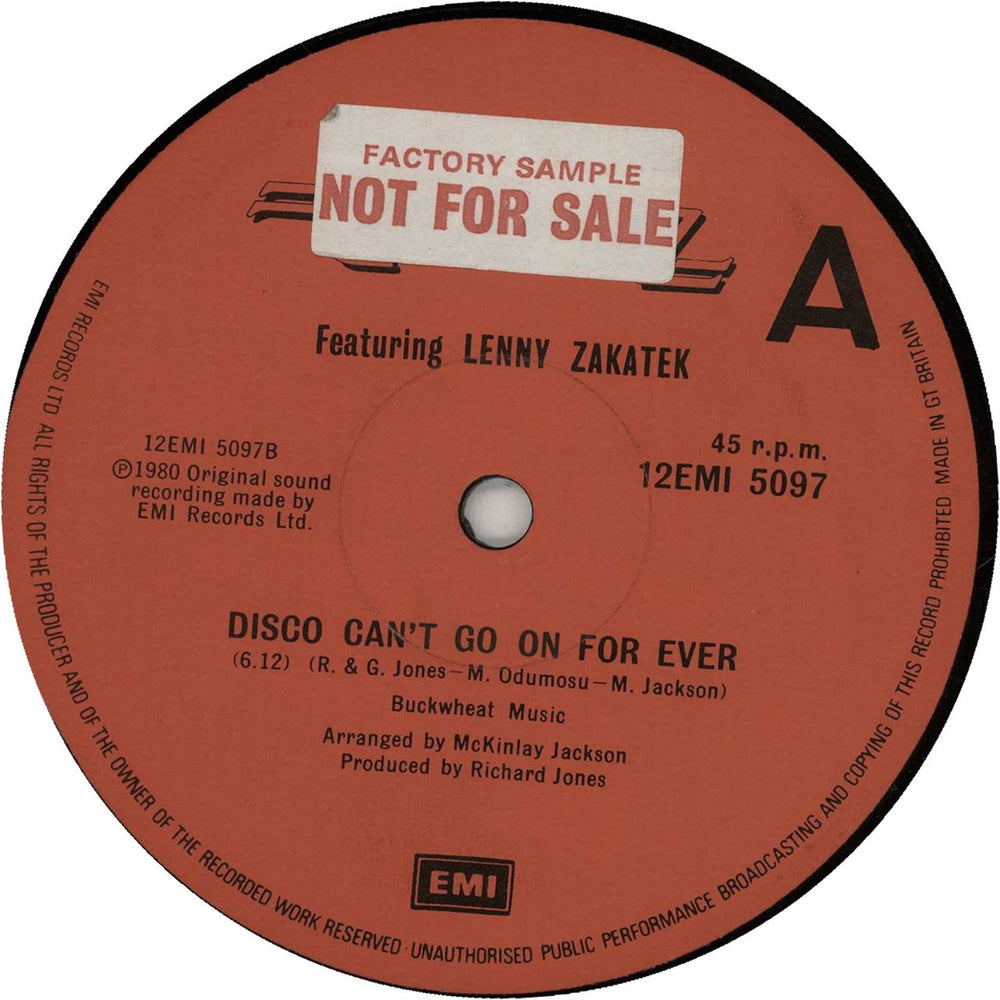 FACTORY SAMPLE
NOT FOR SALE
A
Featuring LENNY ZAKATEK
12EMI 5097B
℗1980 Original sound
recording made by
EMI Records Ltd.
45 r.p.m.
12EMI 5097
DISCO CAN'T GO ON FOR EVER
(6.12) (R. & G. Jones–M. Odumosu–M. Jackson)
Buckwheat Music
Arranged by McKinlay Jackson
Produced by Richard Jones
EMI
EMI RECORDS LTD · ALL RIGHTS OF THE PRODUCER AND OF THE OWNER OF THE RECORDED WORK RESERVED · UNAUTHORISED PUBLIC PERFORMANCE BROADCASTING AND COPYING OF THIS RECORD PROHIBITED MADE IN GT BRITAIN